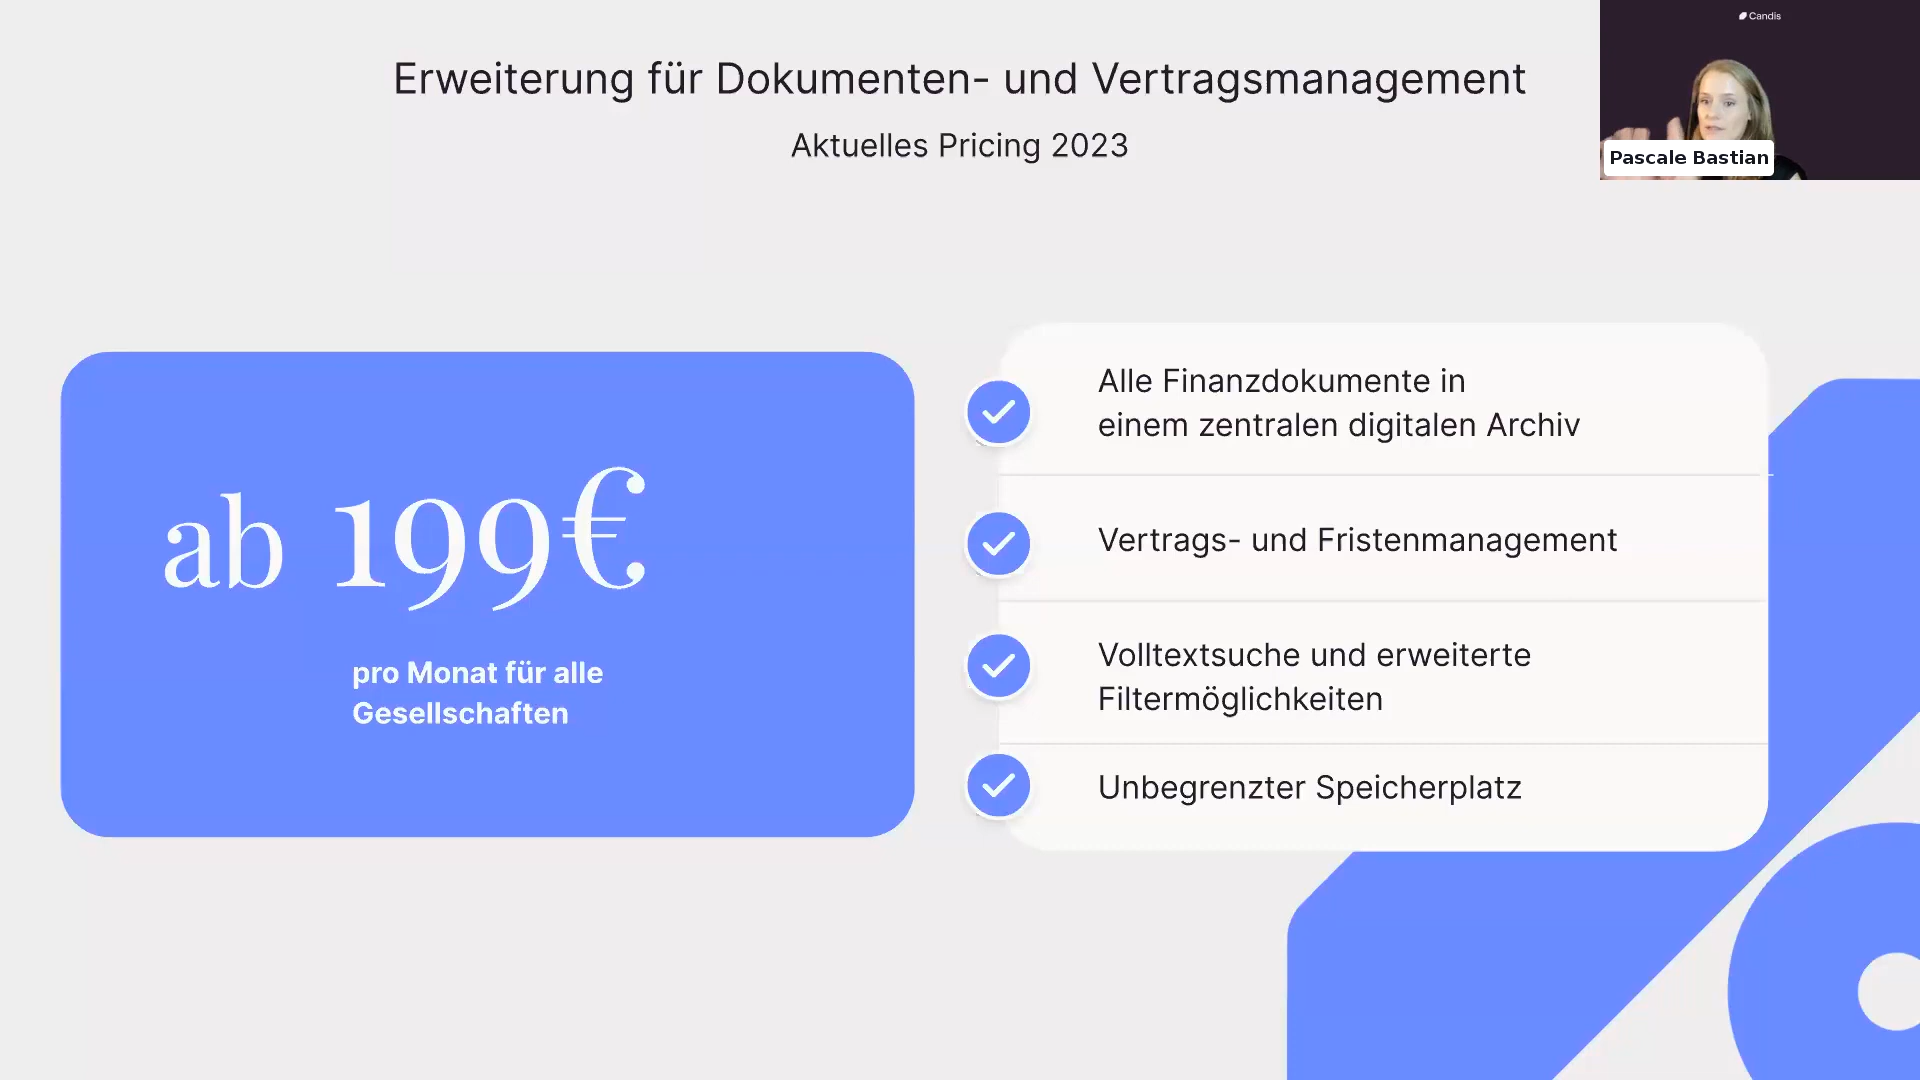 Erweiterung für Dokumenten- und Vertragsmanagement
Aktuelles Pricing 2023
Candis
Pascale Bastian
ab 199€
pro Monat für alle
Gesellschaften
Alle Finanzdokumente in
einem zentralen digitalen Archiv
Vertrags- und Fristenmanagement
Volltextsuche und erweiterte
Filtermöglichkeiten
Unbegrenzter Speicherplatz